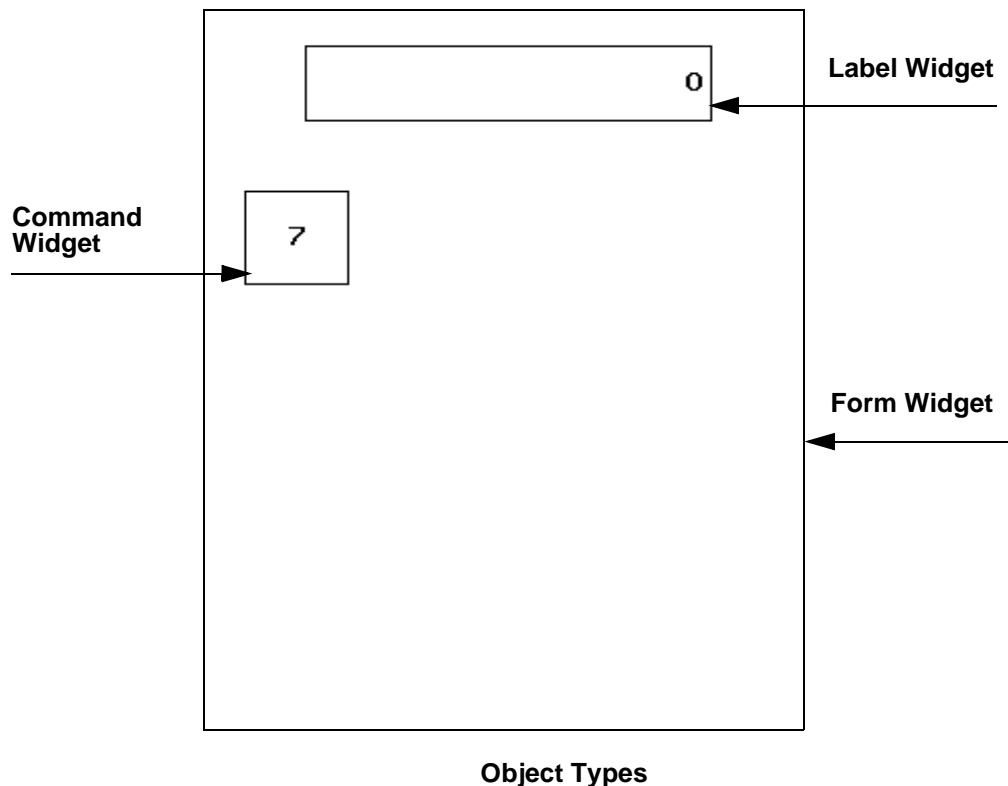 Label Widget
0
Command
Widget
7
Form Widget
Object Types